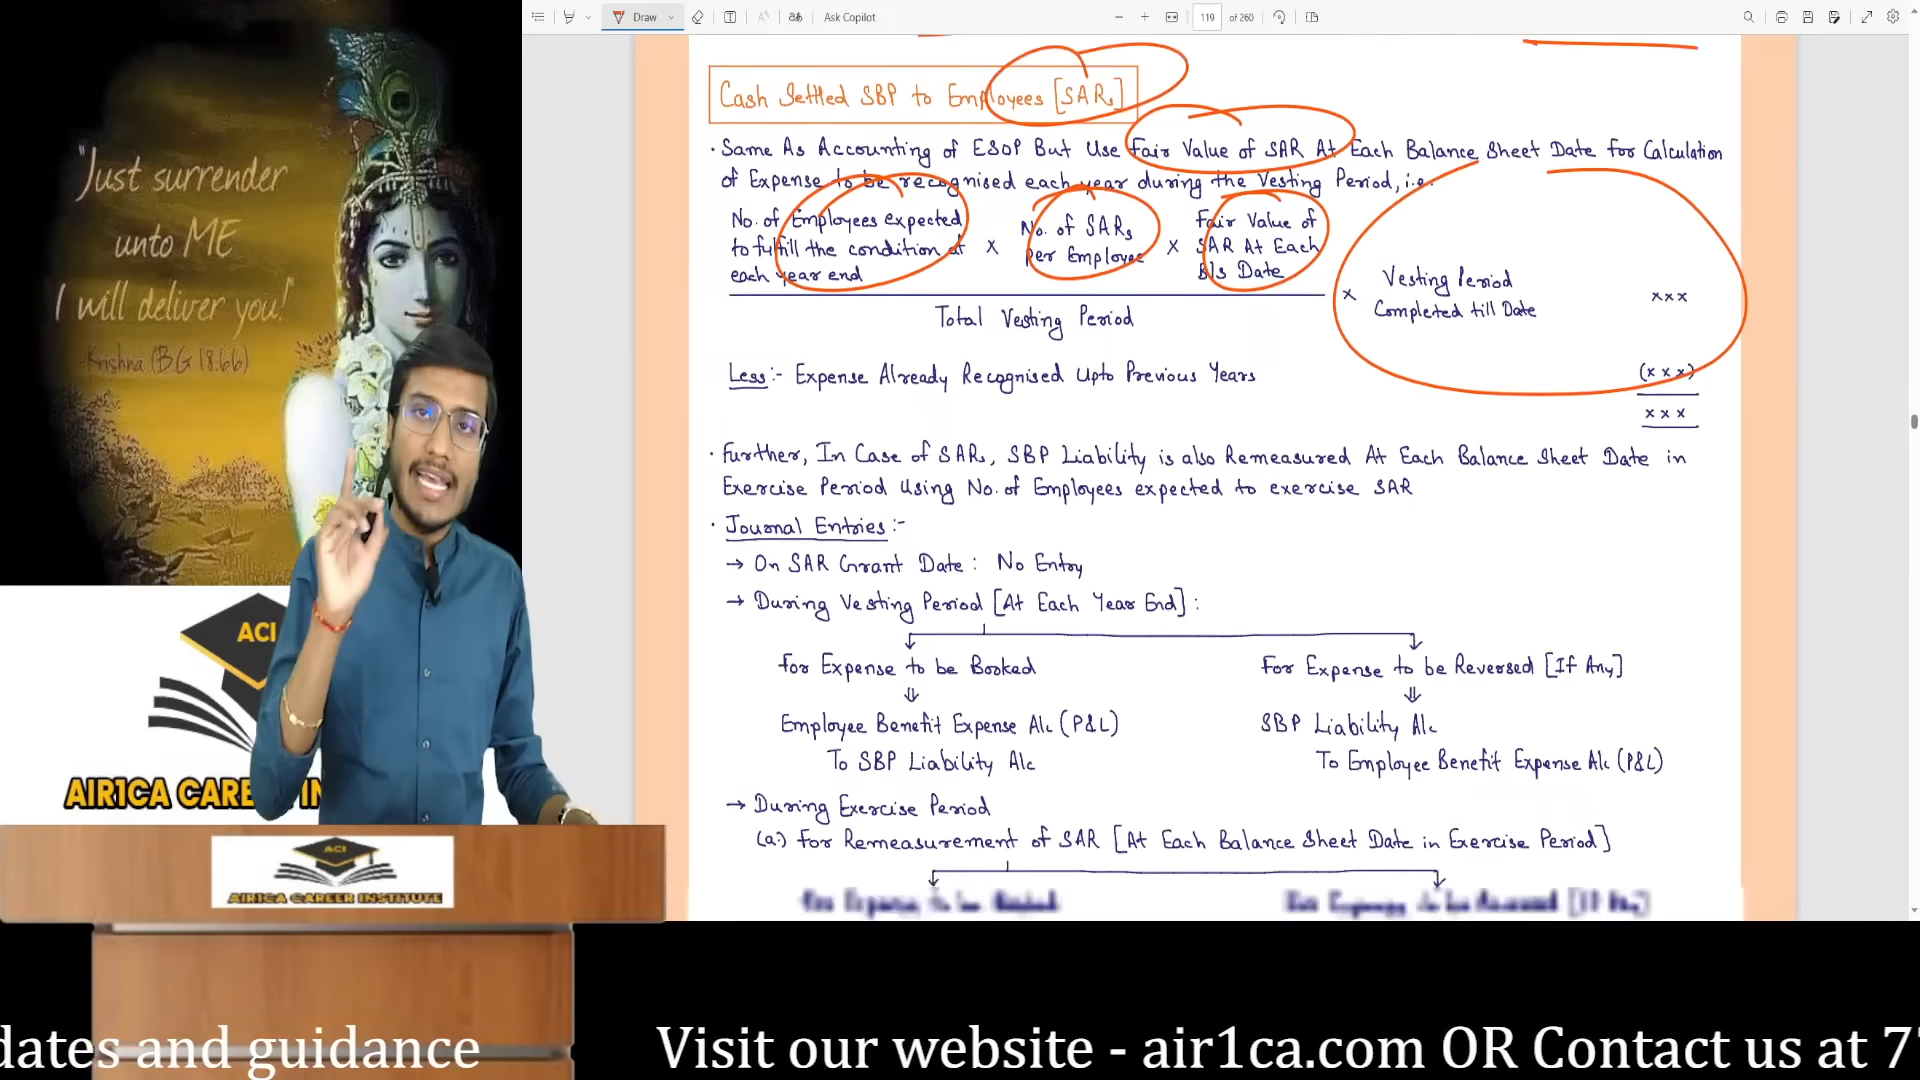 "Just surrender
unto ME
I will deliver you!"
-Krishna (B.G 18:66)
ACI
AIR1CA CAREE
IN
ACI
AIR1CA CAREER INSTITUTE
Draw
Ask Copilot
119 of 260
Cash Settled SBP to Employees [SARs]
· Same As Accounting of ESOP But Use Fair Value of SAR At Each Balance Sheet Date for Calculation
of Expense to be recognised each year during the Vesting Period, i.e.
No. of Employees expected
to fulfill the condition at
each year end
x
No. of SARs
Per Employee
x
Fair Value of
SAR At Each
B/s Date
Total Vesting Period
x
Vesting Period
Completed till Date
xxx
Less:- Expense Already Recognised Upto Previous Years
(xxx)
xxx
· Further, In Case of SARs, SBP Liability is also Remeasured At Each Balance Sheet Date in
Exercise Period Using No. of Employees expected to exercise SAR
· Journal Entries:-
→ On SAR Grant Date: No Entry
→ During Vesting Period [At Each Year End]:
For Expense to be Booked
For Expense to be Reversed [If Any]
⇓
⇓
Employee Benefit Expense A/c (P&L)
SBP Liability A/c
To SBP Liability A/c
To Employee Benefit Expense A/c (P&L)
→ During Exercise Period
(a.) For Remeasurement of SAR [At Each Balance Sheet Date in Exercise Period]
dates and guidance
Visit our website - air1ca.com OR Contact us at 7